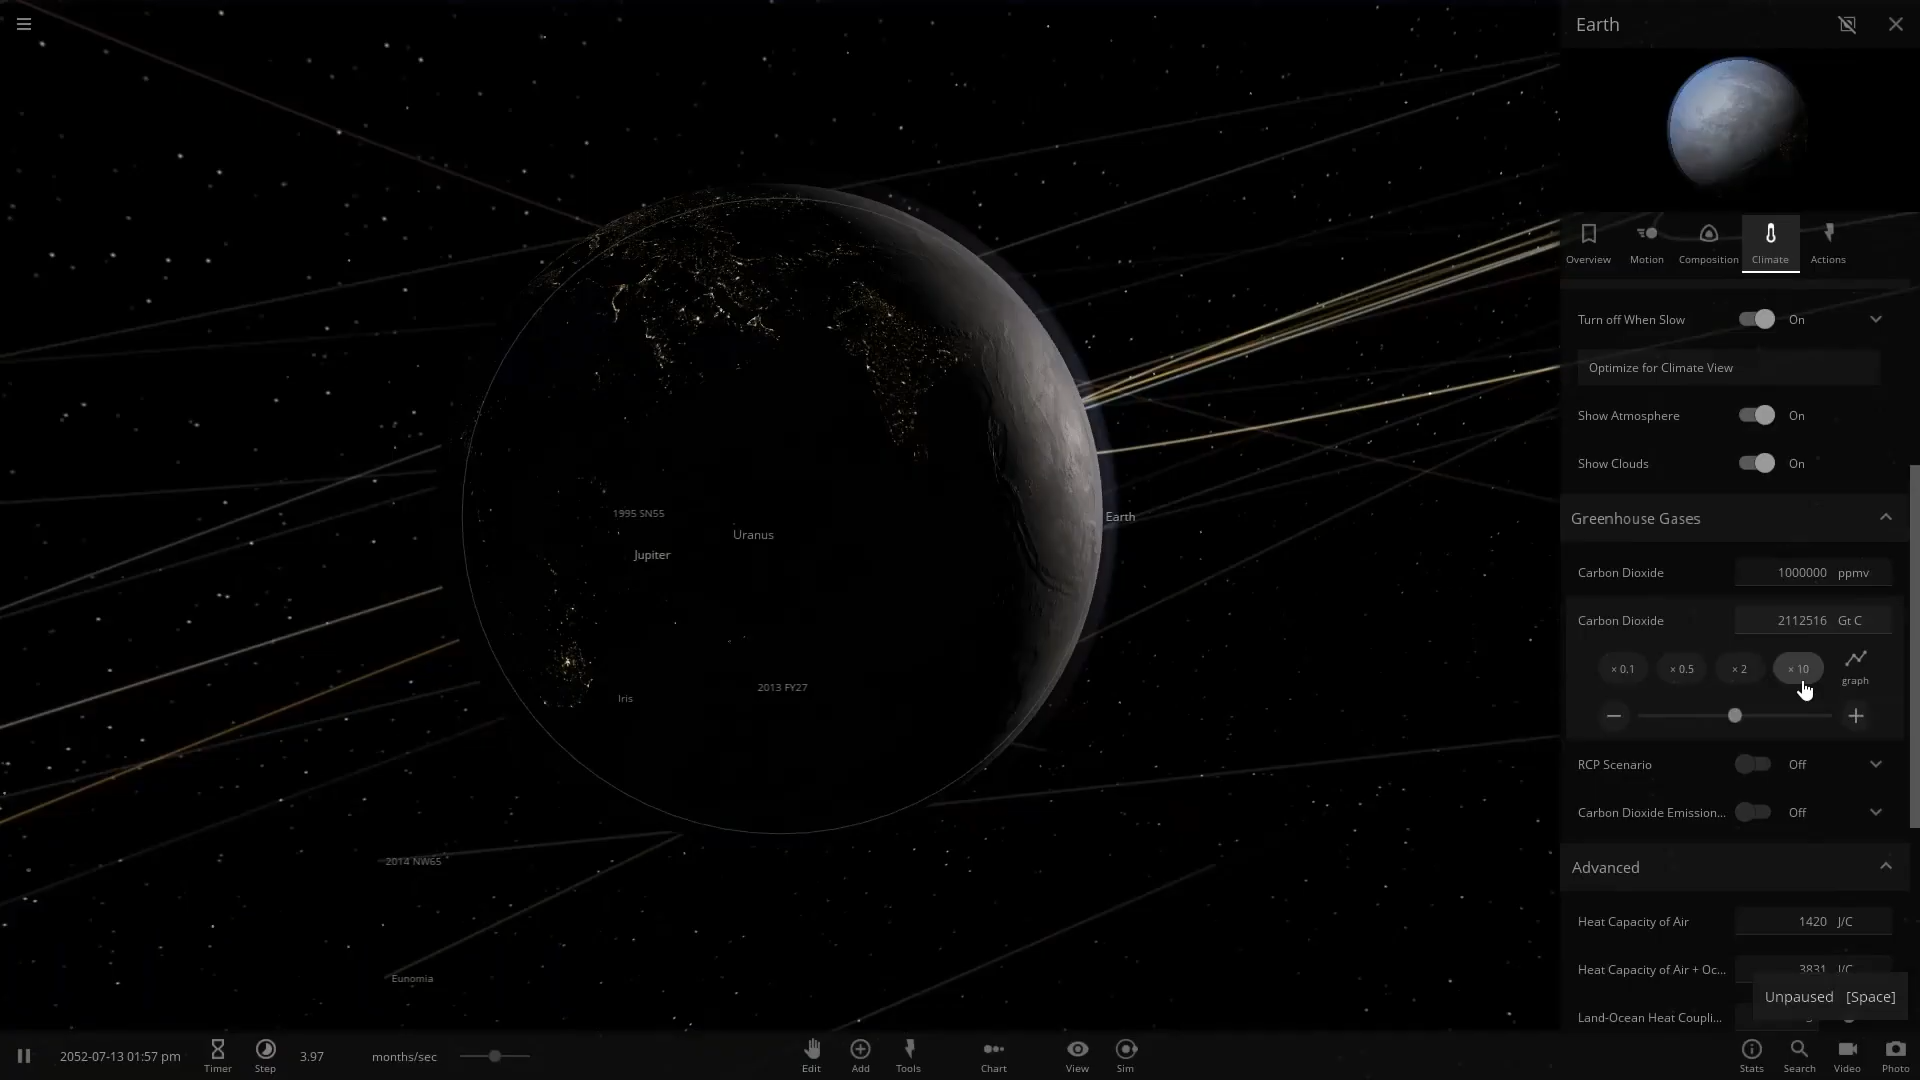 Earth
Overview
Motion
Composition
Climate
Actions
Turn off When Slow On
Optimize for Climate View
Show Atmosphere On
Show Clouds On
Greenhouse Gases
Carbon Dioxide 1000000 ppmv
Carbon Dioxide 2112516 Gt C
× 0.1 × 0.5 × 2 × 10 graph
RCP Scenario Off
Carbon Dioxide Emission... Off
Advanced
Heat Capacity of Air 1420 J/C
Heat Capacity of Air + Oc... 3831 J/C
Unpaused [Space]
Land-Ocean Heat Coupli...
1995 SN55
Uranus
Jupiter
Earth
2013 FY27
Iris
2014 NW65
Eunomia
2052-07-13 01:57 pm
Timer
Step
3.97 months/sec
Edit
Add
Tools
Chart
View
Sim
Stats
Search
Video
Photo